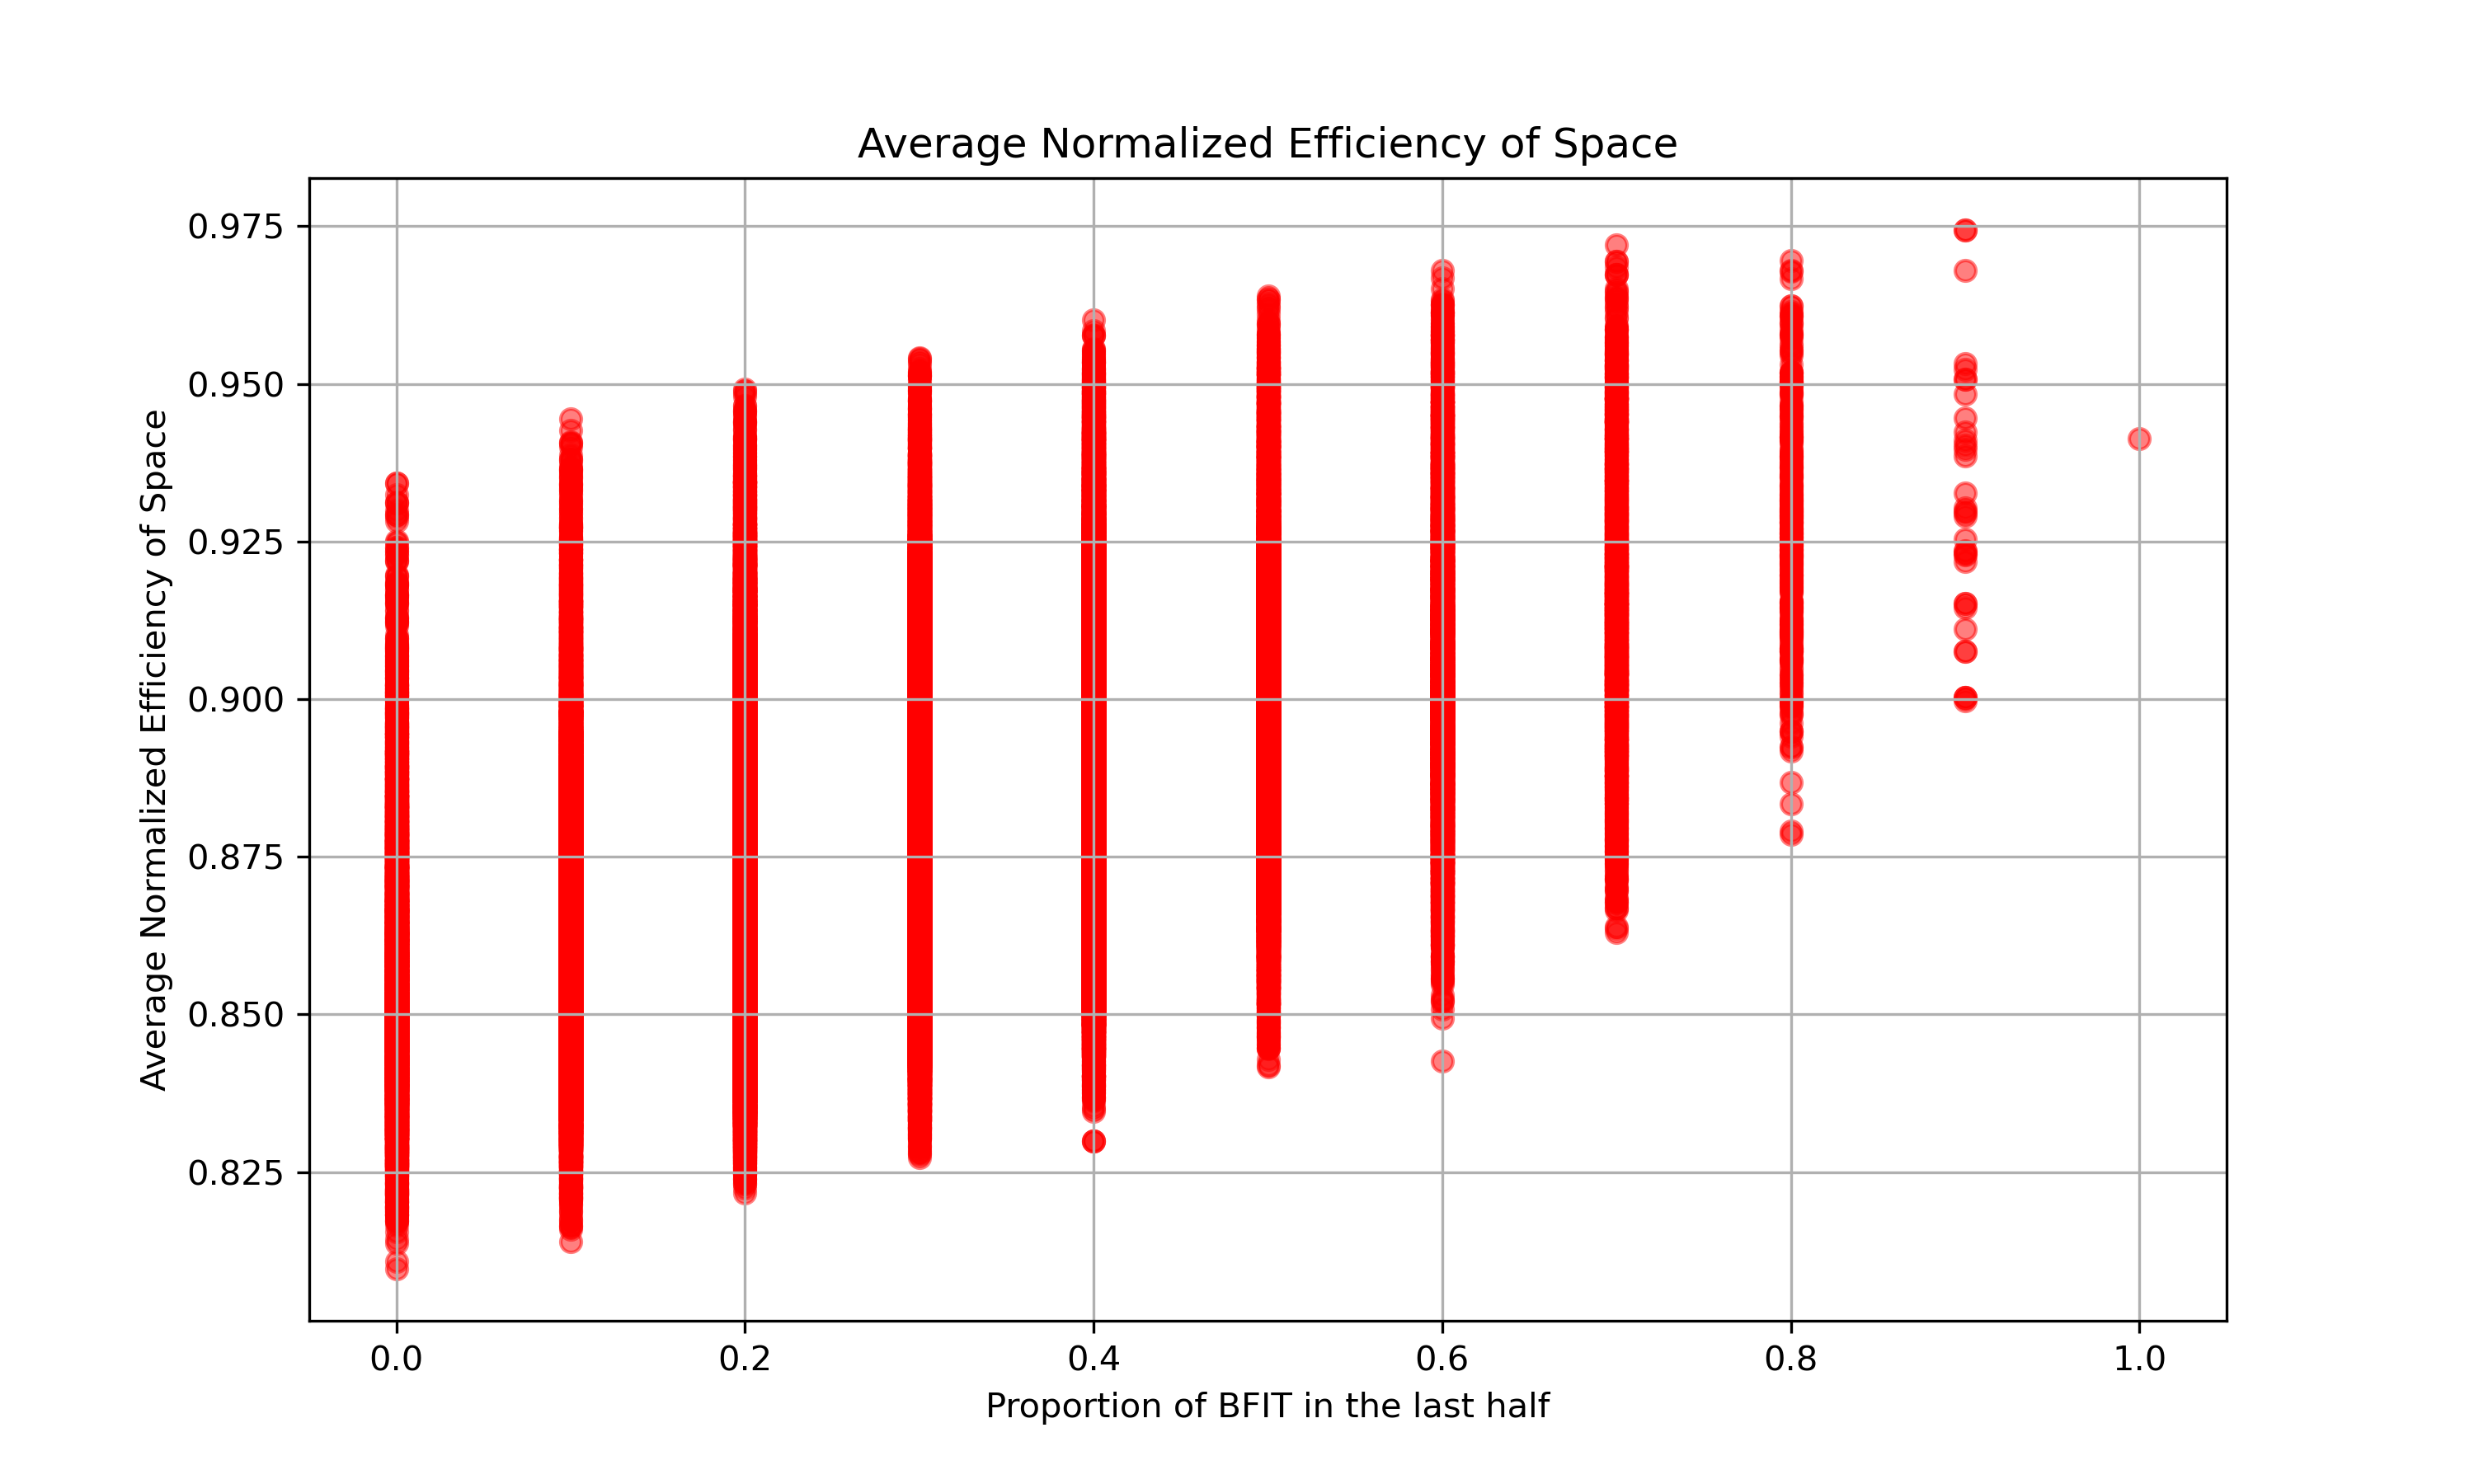 Average Normalized Efficiency of Space
Average Normalized Efficiency of Space
0.975
0.950
0.925
0.900
0.875
0.850
0.825
0.0 0.2 0.4 0.6 0.8 1.0
Proportion of BFIT in the last half